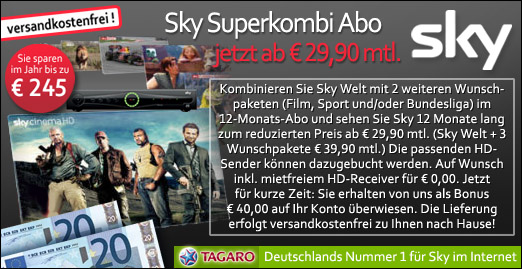 versandkostenfrei !
Sky Superkombi Abo
jetzt ab € 29,90 mtl.
sky
Sie sparen
im Jahr bis zu
€ 245
sky cinema HD
Kombinieren Sie Sky Welt mit 2 weiteren Wunsch-
paketen (Film, Sport und/oder Bundesliga) im
12-Monats-Abo und sehen Sie Sky 12 Monate lang
zum reduzierten Preis ab € 29,90 mtl. (Sky Welt + 3
Wunschpakete € 39,90 mtl.) Die passenden HD-
Sender können dazugebucht werden. Auf Wunsch
inkl. mietfreiem HD-Receiver für € 0,00. Jetzt
für kurze Zeit: Sie erhalten von uns als Bonus
€ 40,00 auf Ihr Konto überwiesen. Die Lieferung
erfolgt versandkostenfrei zu Ihnen nach Hause!
20
20
TAGARO
Deutschlands Nummer 1 für Sky im Internet